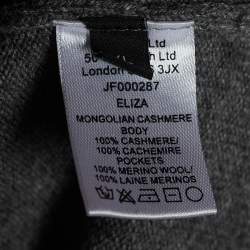 Ltd
50 h Ltd
London 6 3JX
JF000287
ELIZA
MONGOLIAN CASHMERE
BODY
100% CASHMERE/
100% CACHEMIRE
POCKETS
100% MERINO WOOL/
100% LAINE MERINOS